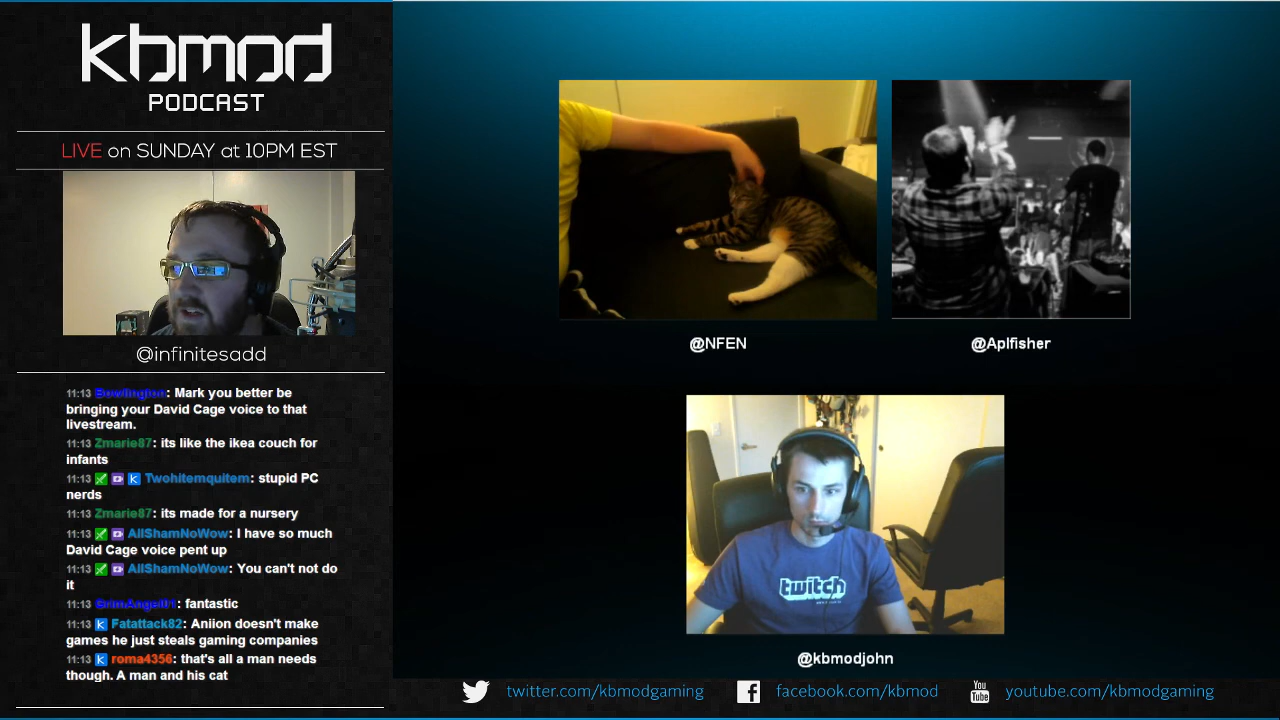 kbmod
PODCAST
LIVE on SUNDAY at 10PM EST
@infinitesadd
11:13 Bowlington: Mark you better be
bringing your David Cage voice to that
livestream.
11:13 Zmarie87: its like the ikea couch for
infants
11:13 K Twohitemquitem: stupid PC
nerds
11:13 Zmarie87: its made for a nursery
11:13 AllShamNoWow: I have so much
David Cage voice pent up
11:13 AllShamNoWow: You can't not do
it
11:13 GrimAngel01: fantastic
11:13 K Fatattack82: Aniion doesn't make
games he just steals gaming companies
11:13 K roma4356: that's all a man needs
though. A man and his cat
@NFEN
@Aplfisher
twitch
@kbmodjohn
twitter.com/kbmodgaming
facebook.com/kbmod
You Tube
youtube.com/kbmodgaming